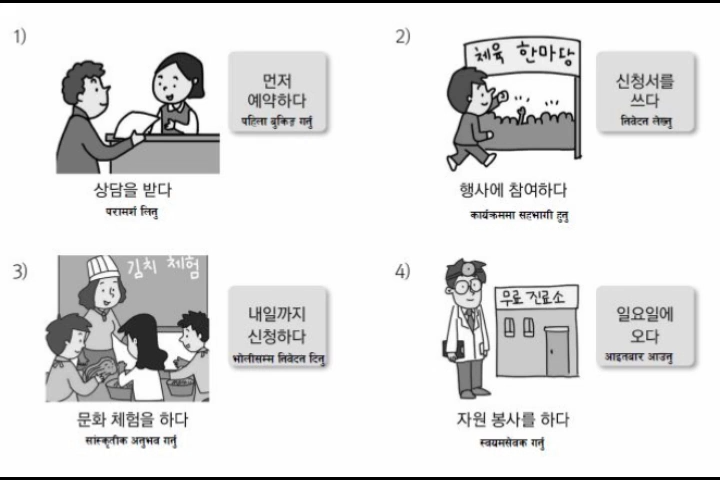 1)
먼저
예약하다
पहिला बुकिङ गर्नु
상담을 받다
परामर्श लिनु
2)
체육 한마당
신청서를
쓰다
निवेदन लेख्नु
행사에 참여하다
कार्यक्रममा सहभागी हुनु
3)
김치 체험
내일까지
신청하다
भोलीसम्म निवेदन दिनु
문화 체험을 하다
सांस्कृतीक अनुभव गर्नु
4)
무료 진료소
일요일에
오다
आइतबार आउनु
자원 봉사를 하다
स्वयमसेवक गर्नु